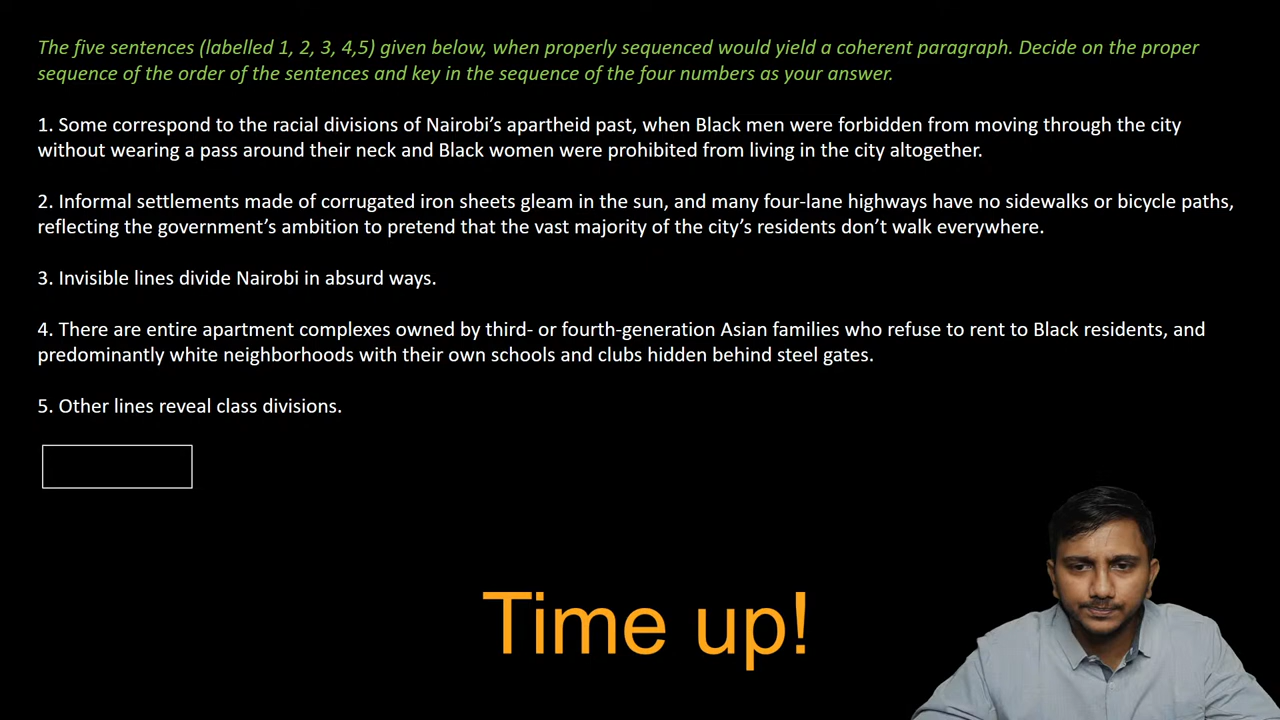 The five sentences (labelled 1, 2, 3, 4,5) given below, when properly sequenced would yield a coherent paragraph. Decide on the proper
sequence of the order of the sentences and key in the sequence of the four numbers as your answer.
1. Some correspond to the racial divisions of Nairobi’s apartheid past, when Black men were forbidden from moving through the city
without wearing a pass around their neck and Black women were prohibited from living in the city altogether.
2. Informal settlements made of corrugated iron sheets gleam in the sun, and many four-lane highways have no sidewalks or bicycle paths,
reflecting the government’s ambition to pretend that the vast majority of the city’s residents don’t walk everywhere.
3. Invisible lines divide Nairobi in absurd ways.
4. There are entire apartment complexes owned by third- or fourth-generation Asian families who refuse to rent to Black residents, and
predominantly white neighborhoods with their own schools and clubs hidden behind steel gates.
5. Other lines reveal class divisions.
Time up!